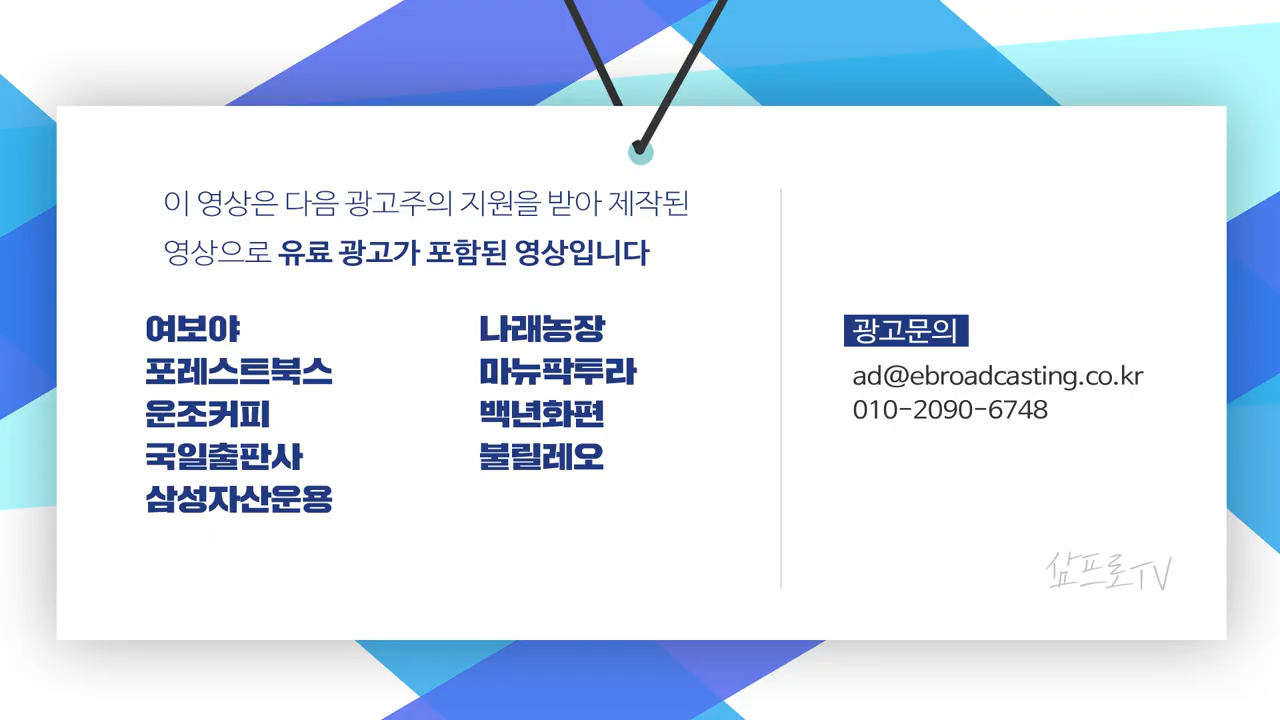 이 영상은 다음 광고주의 지원을 받아 제작된
영상으로 유료 광고가 포함된 영상입니다
여보야
포레스트북스
운조커피
국일출판사
삼성자산운용
나래농장
마뉴팍투라
백년화편
불릴레오
광고문의
ad@ebroadcasting.co.kr
010-2090-6748
삼프로TV